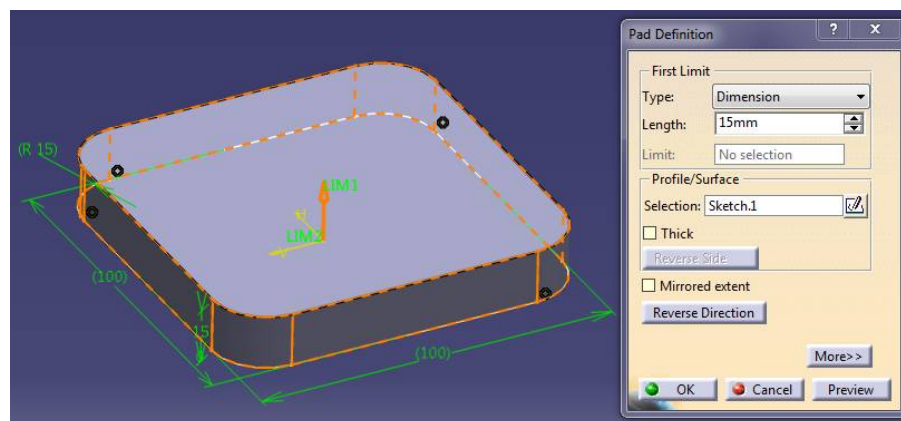 (R 15)
LIM1
LIM2
(100)
15
(100)
Pad Definition
? X
First Limit
Type: Dimension
Length: 15mm
Limit: No selection
Profile/Surface
Selection: Sketch.1
Thick
Reverse Side
Mirrored extent
Reverse Direction
More>>
OK Cancel Preview